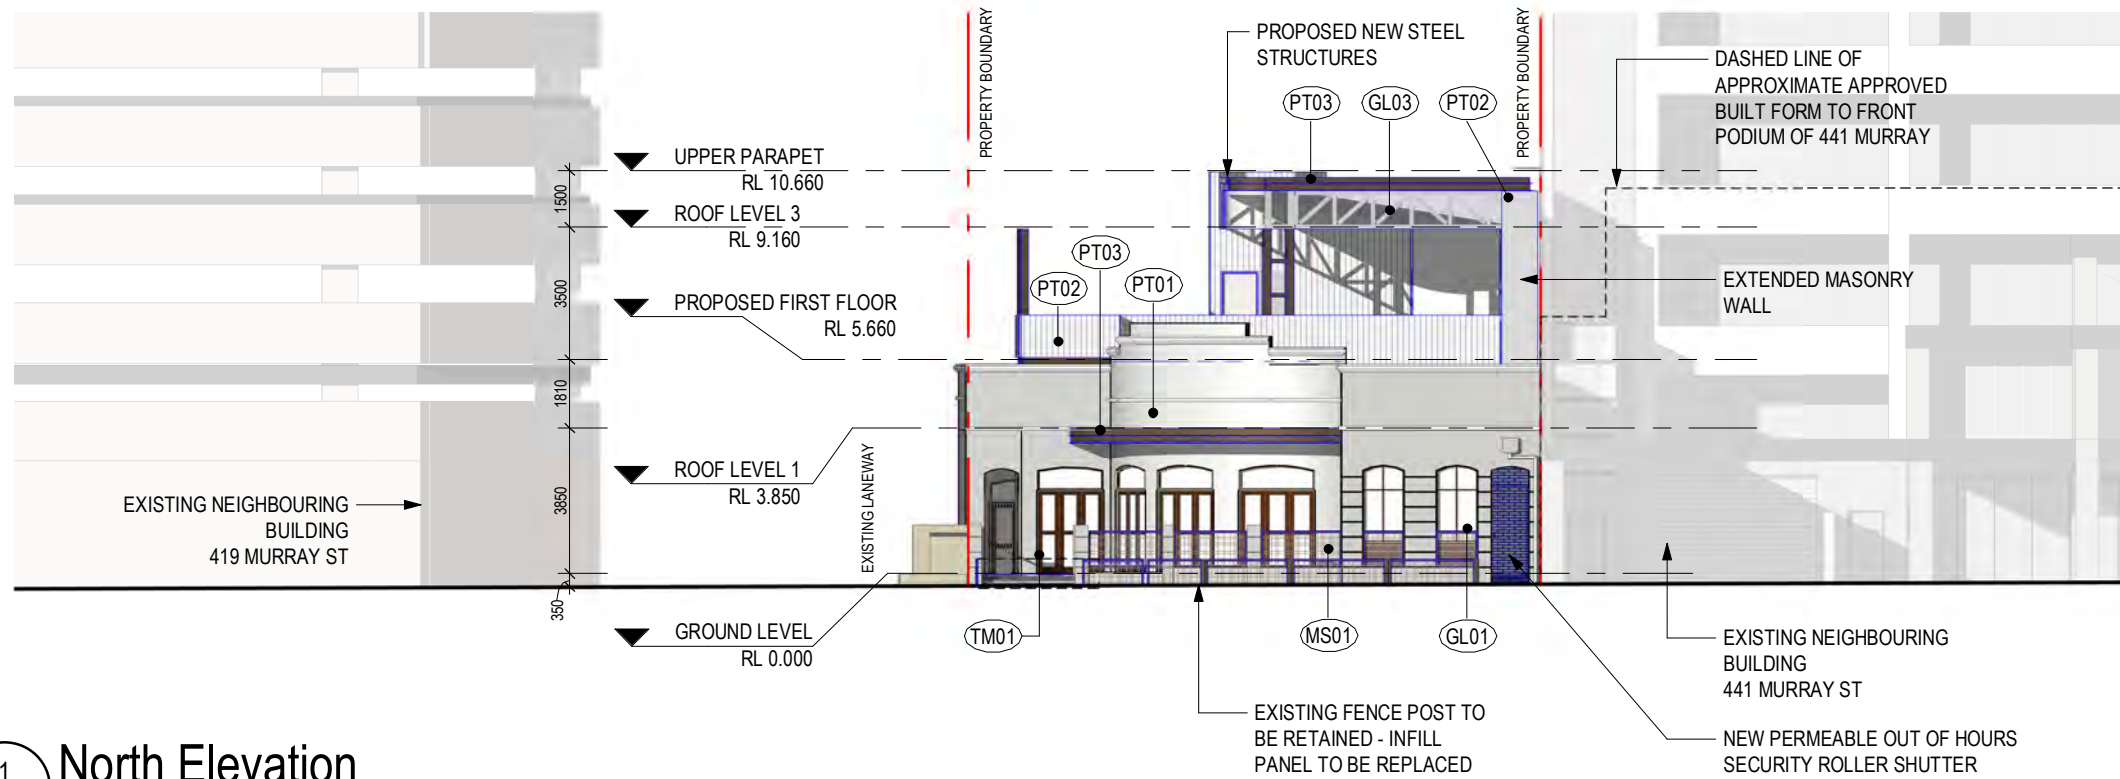 PROPERTY BOUNDARY
PROPOSED NEW STEEL
STRUCTURES
PROPERTY BOUNDARY
DASHED LINE OF
APPROXIMATE APPROVED
BUILT FORM TO FRONT
PODIUM OF 441 MURRAY
PT03
GL03
PT02
UPPER PARAPET
RL 10.660
1500
ROOF LEVEL 3
RL 9.160
PT03
PT02
PT01
3500
PROPOSED FIRST FLOOR
RL 5.660
EXTENDED MASONRY
WALL
1810
ROOF LEVEL 1
RL 3.850
3850
EXISTING LANEWAY
EXISTING NEIGHBOURING
BUILDING
419 MURRAY ST
350
GROUND LEVEL
RL 0.000
TM01
MS01
GL01
EXISTING NEIGHBOURING
BUILDING
441 MURRAY ST
EXISTING FENCE POST TO
BE RETAINED - INFILL
PANEL TO BE REPLACED
NEW PERMEABLE OUT OF HOURS
SECURITY ROLLER SHUTTER
1
North Elevation